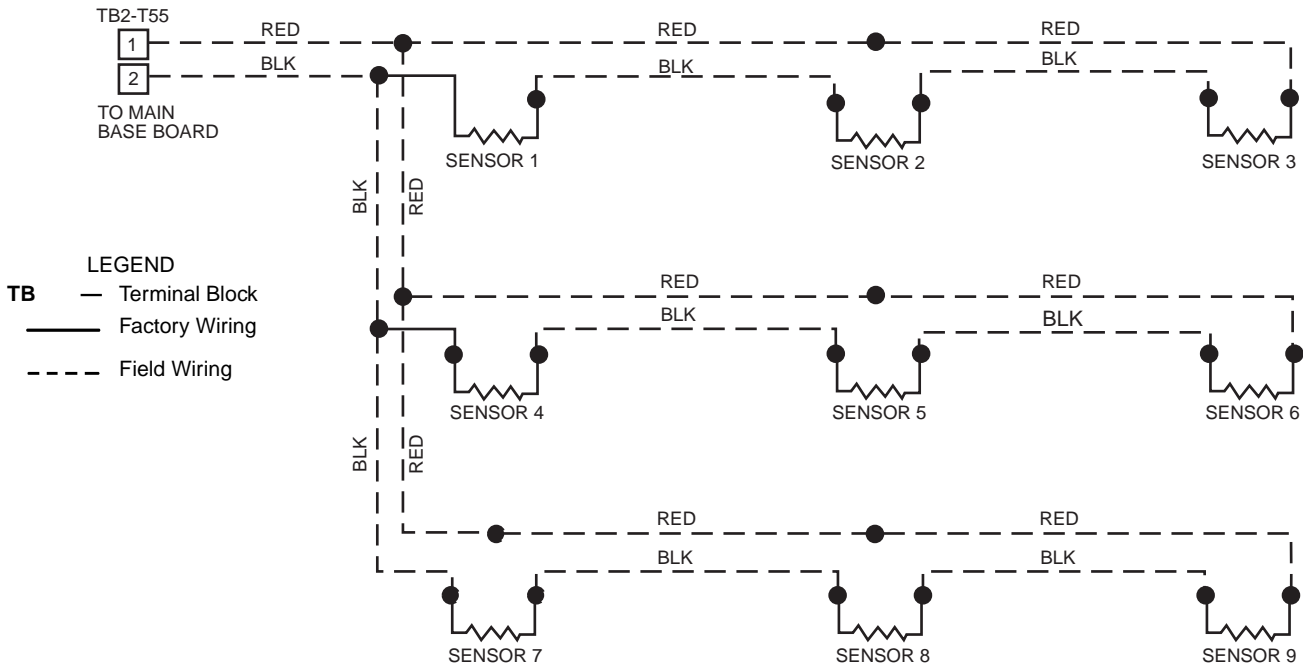 TB2-T55
1
RED
RED
RED
2
BLK
BLK
BLK
TO MAIN
BASE BOARD
SENSOR 1
SENSOR 2
SENSOR 3
BLK
RED
LEGEND
TB — Terminal Block
Factory Wiring
Field Wiring
RED
RED
BLK
BLK
SENSOR 4
SENSOR 5
SENSOR 6
BLK
RED
RED
RED
BLK
BLK
SENSOR 7
SENSOR 8
SENSOR 9